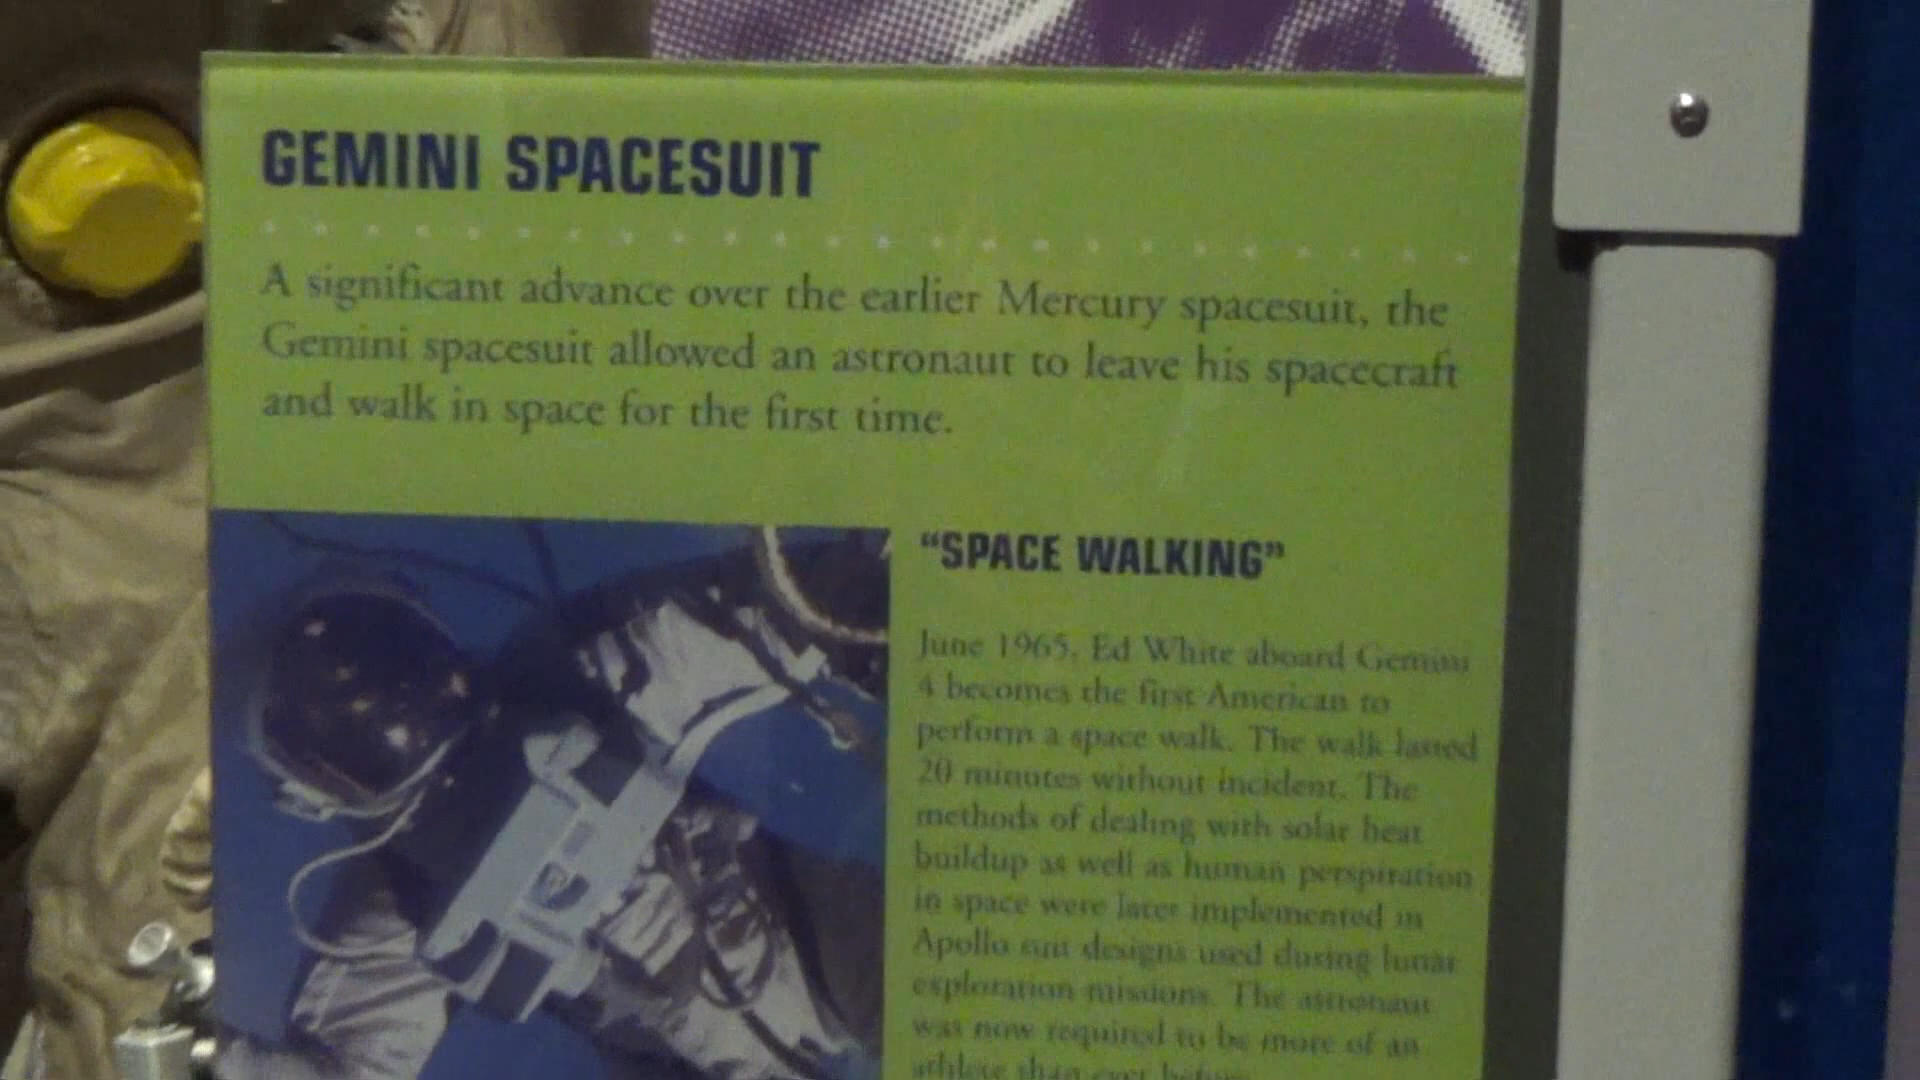 GEMINI SPACESUIT
A significant advance over the earlier Mercury spacesuit, the
Gemini spacesuit allowed an astronaut to leave his spacecraft
and walk in space for the first time.
“SPACE WALKING”
June 1965, Ed White aboard Gemini
4 becomes the first American to
perform a space walk. The walk lasted
20 minutes without incident. The
methods of dealing with solar heat
buildup as well as human perspiration
in space were later implemented in
Apollo suit designs used during lunar
exploration missions. The astronaut
was now required to be more of an
athlete than ever before.